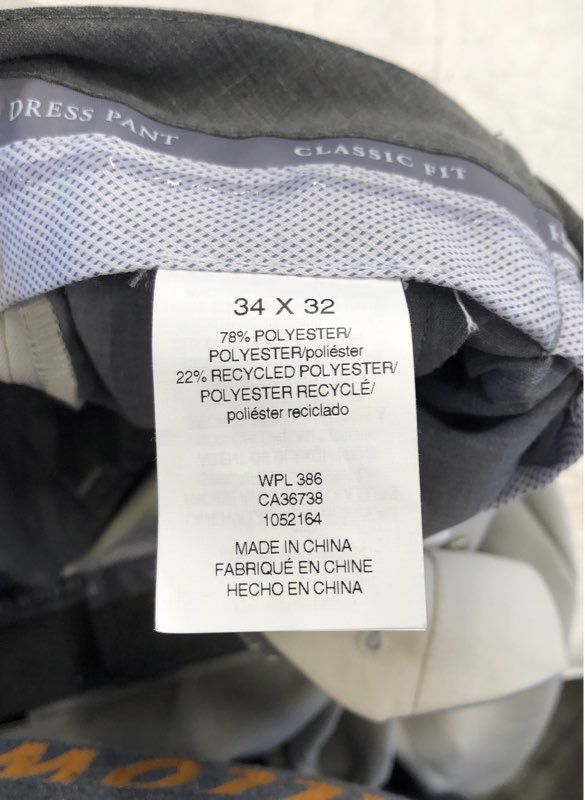 DRESS PANT
CLASSIC FIT
34 X 32
78% POLYESTER/
POLYESTER/poliéster
22% RECYCLED POLYESTER/
POLYESTER RECYCLÉ/
poliéster reciclado
WPL 386
CA36738
1052164
MADE IN CHINA
FABRIQUÉ EN CHINE
HECHO EN CHINA